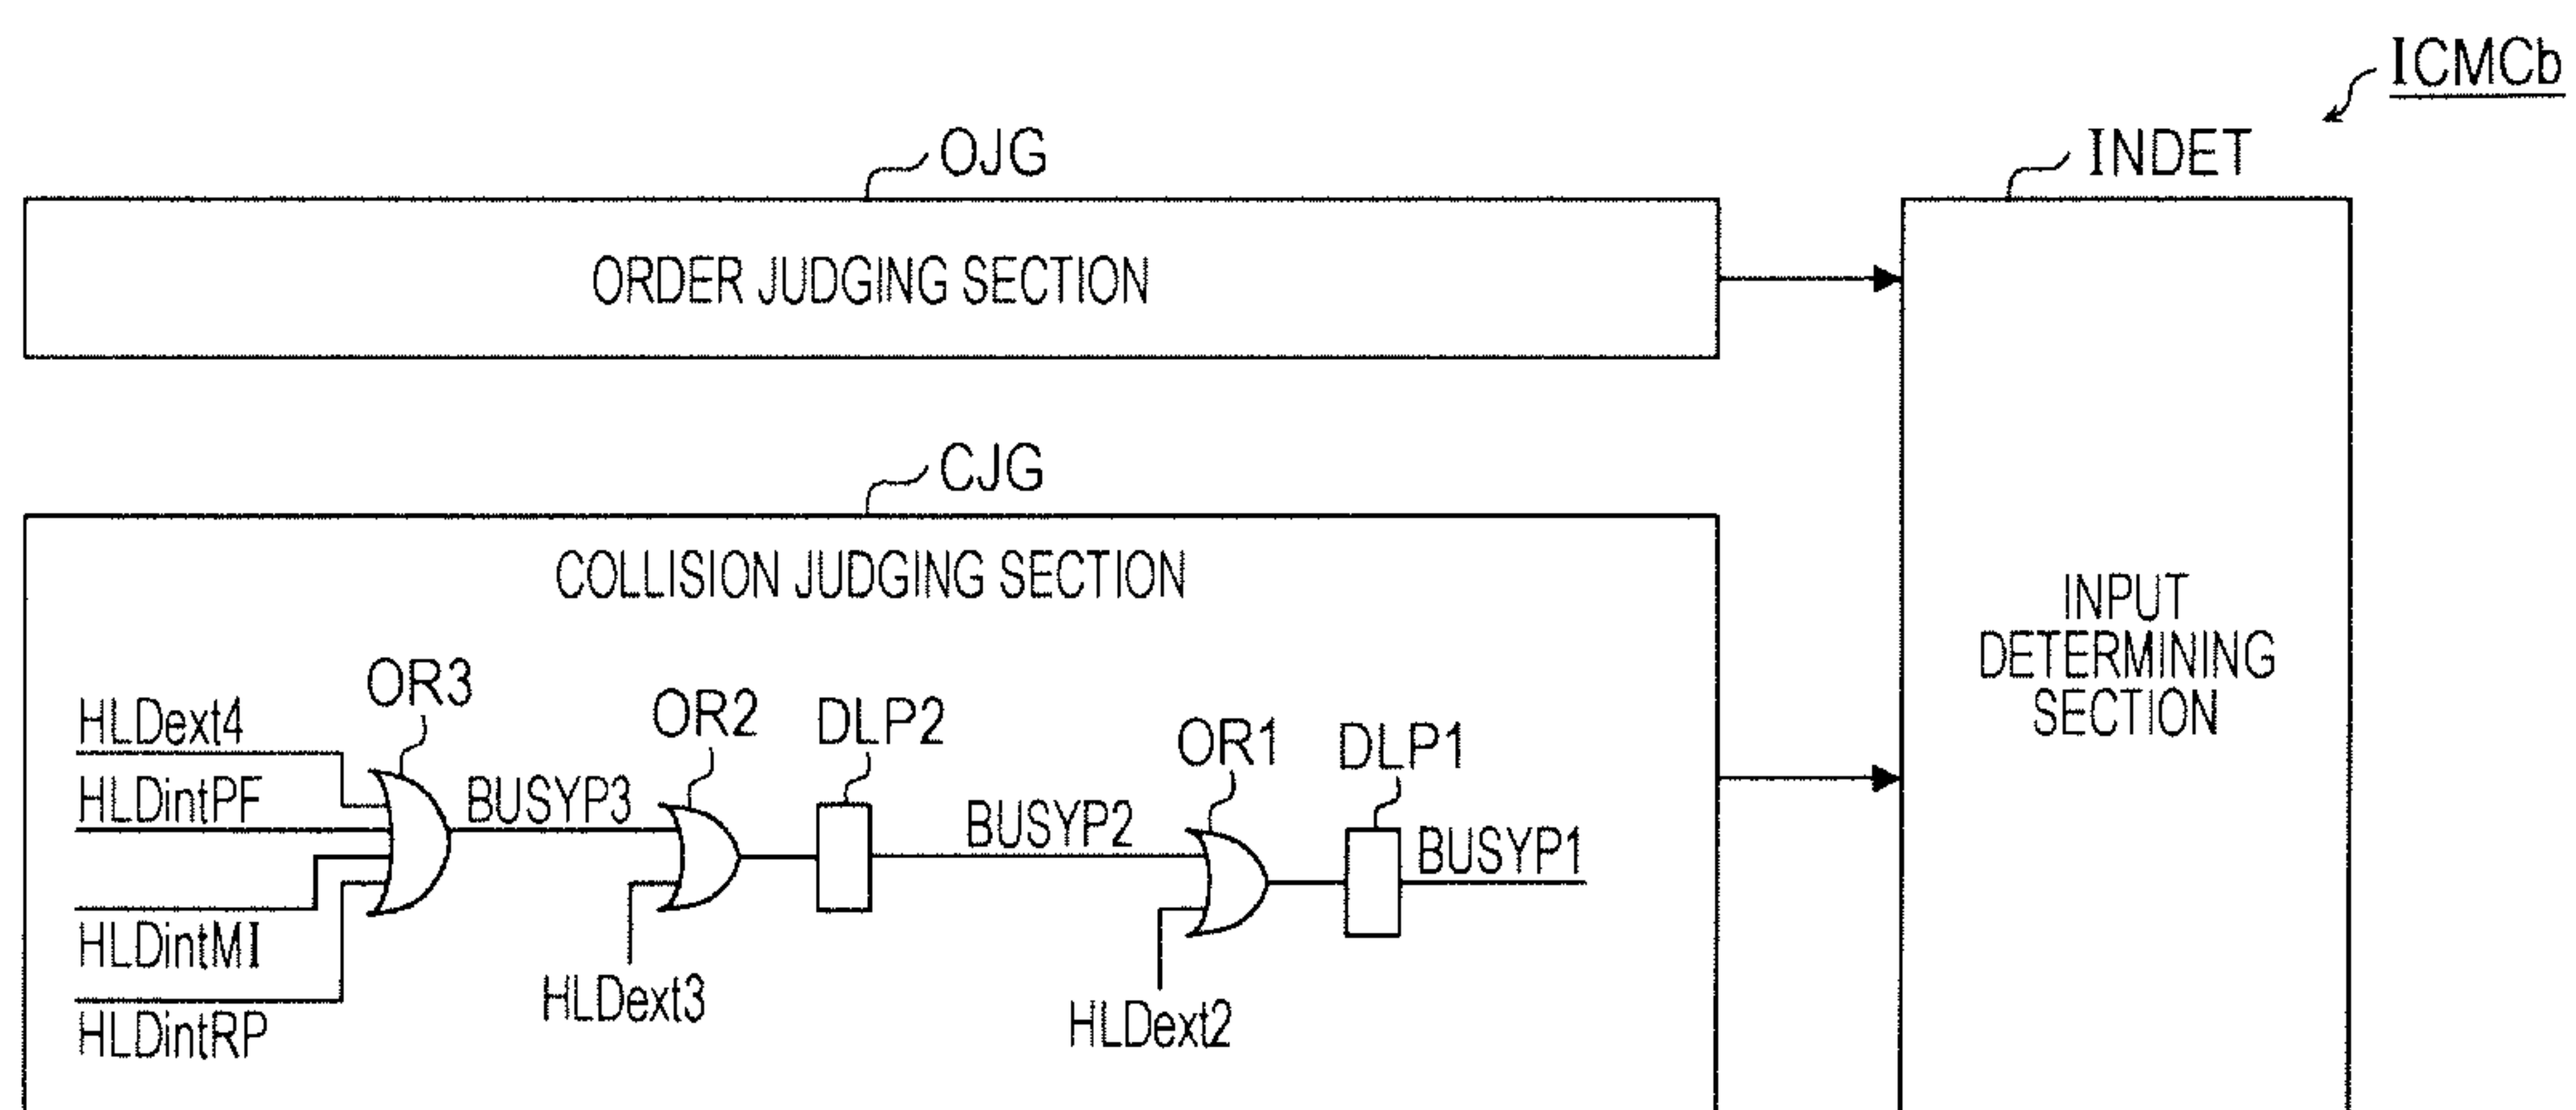 ICMCb
OJG
INDET
ORDER JUDGING SECTION
CJG
COLLISION JUDGING SECTION
INPUT
DETERMINING
SECTION
OR3
OR2
DLP2
OR1
DLP1
HLDext4
HLDintPF
BUSYP3
BUSYP2
BUSYP1
HLDintMI
HLDext3
HLDext2
HLDintRP